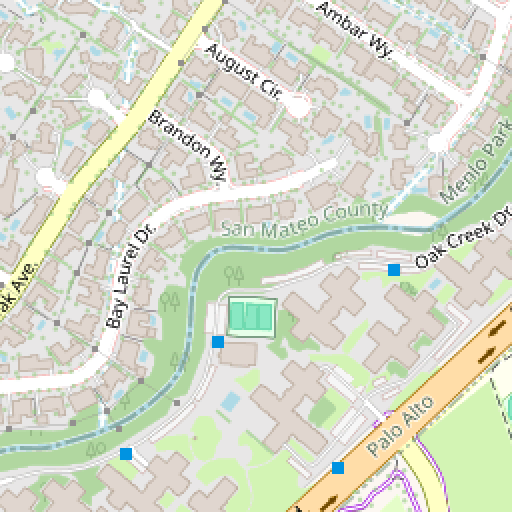 Ambar Wy.
August Cir.
Brandon Wy.
Menlo Park
San Mateo County
Oak Creek Dr.
Bay Laurel Dr.
ak Ave.
Palo Alto